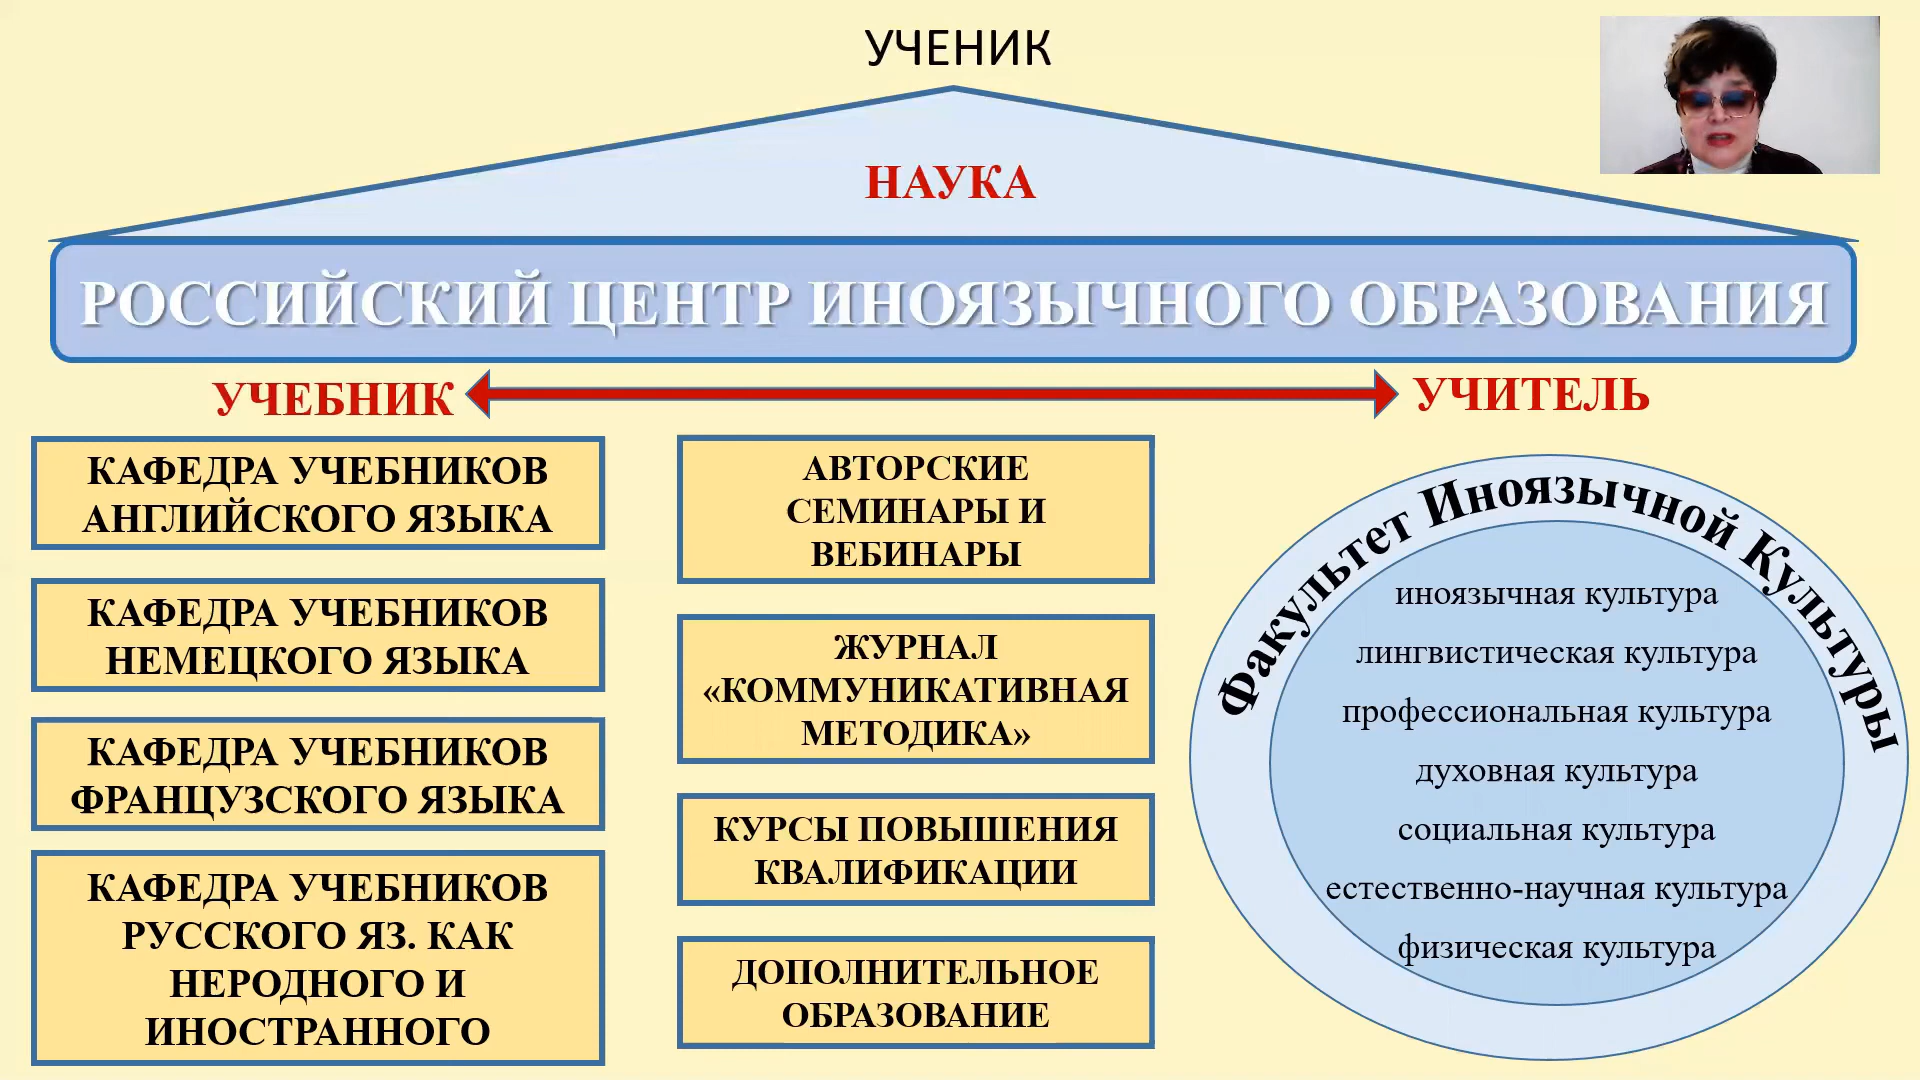 УЧЕНИК
НАУКА
РОССИЙСКИЙ ЦЕНТР ИНОЯЗЫЧНОГО ОБРАЗОВАНИЯ
УЧЕБНИК
УЧИТЕЛЬ
КАФЕДРА УЧЕБНИКОВ
АНГЛИЙСКОГО ЯЗЫКА
КАФЕДРА УЧЕБНИКОВ
НЕМЕЦКОГО ЯЗЫКА
КАФЕДРА УЧЕБНИКОВ
ФРАНЦУЗСКОГО ЯЗЫКА
КАФЕДРА УЧЕБНИКОВ
РУССКОГО ЯЗ. КАК
НЕРОДНОГО И
ИНОСТРАННОГО
АВТОРСКИЕ
СЕМИНАРЫ И
ВЕБИНАРЫ
ЖУРНАЛ
«КОММУНИКАТИВНАЯ
МЕТОДИКА»
КУРСЫ ПОВЫШЕНИЯ
КВАЛИФИКАЦИИ
ДОПОЛНИТЕЛЬНОЕ
ОБРАЗОВАНИЕ
Факультет Иноязычной Культуры
иноязычная культура
лингвистическая культура
профессиональная культура
духовная культура
социальная культура
естественно-научная культура
физическая культура